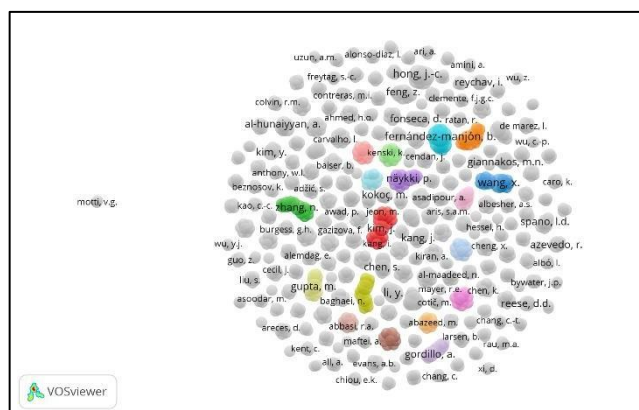 uzun, a.m. alonso-díaz, l. ari, a.
freytag, s.-c. hong, j.-c. amini, a.
reychav, i. wu, z.
contreras, m.i. feng, z. clemente, f.j.g.c.
colvin, r.m. ahmed, h.o. fonseca, d. ratan, r. de marez, l.
al-hunaiyyan, a. carvalho, l. fernández-manjón, b. wu, c.-p.
kim, y. baiser, b. kenski, k. cendan, j. giannakos, m.n.
anthony, w.l. näykki, p. wang, x. caro, k.
motti, v.g. beznosov, k. adžić, s. kokoç, m. asadpour, a. albesher, a.s.
kao, c.-c. zhang, n. awad, p. jeon, m. aris, s.a.m. hessel, n. spano, l.d.
burgess, g.h. gazizova, f. kim, j. kang, j. cheng, x. azevedo, r.
wu, y.j. kang, i. kiran, a. albó, l.
guo, z. alemdag, e. chen, s. al-maadeed, n.
liu, s. cecil, j. bywater, j.p.
asoodar, m. gupta, m. baghaei, n. li, y. mayer, r.e. chen, k. reese, d.d.
cotič, m.
areces, d. abbasi, r.a. abazeed, m. chang, c.-t.
kent, c. maftei, a. larsen, b. rau, m.a.
ali, a. evans, a.b. gordillo, a. xi, d.
chiou, e.k. chang, c.
VOSviewer